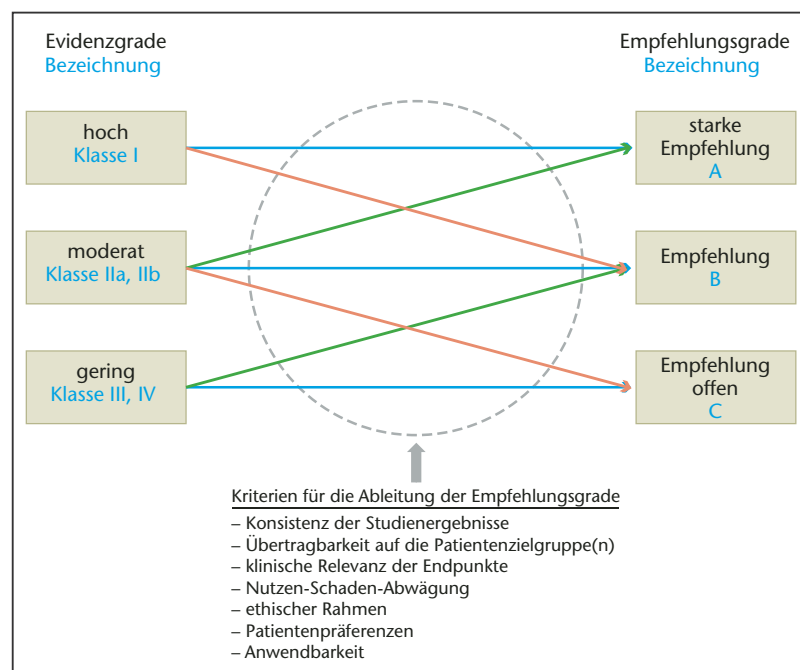 Evidenzgrade
Bezeichnung
Empfehlungsgrade
Bezeichnung
hoch
Klasse I
starke
Empfehlung
A
moderat
Klasse IIa, IIb
Empfehlung
B
gering
Klasse III, IV
Empfehlung
offen
C
Kriterien für die Ableitung der Empfehlungsgrade
– Konsistenz der Studienergebnisse
– Übertragbarkeit auf die Patientenzielgruppe(n)
– klinische Relevanz der Endpunkte
– Nutzen-Schaden-Abwägung
– ethischer Rahmen
– Patientenpräferenzen
– Anwendbarkeit